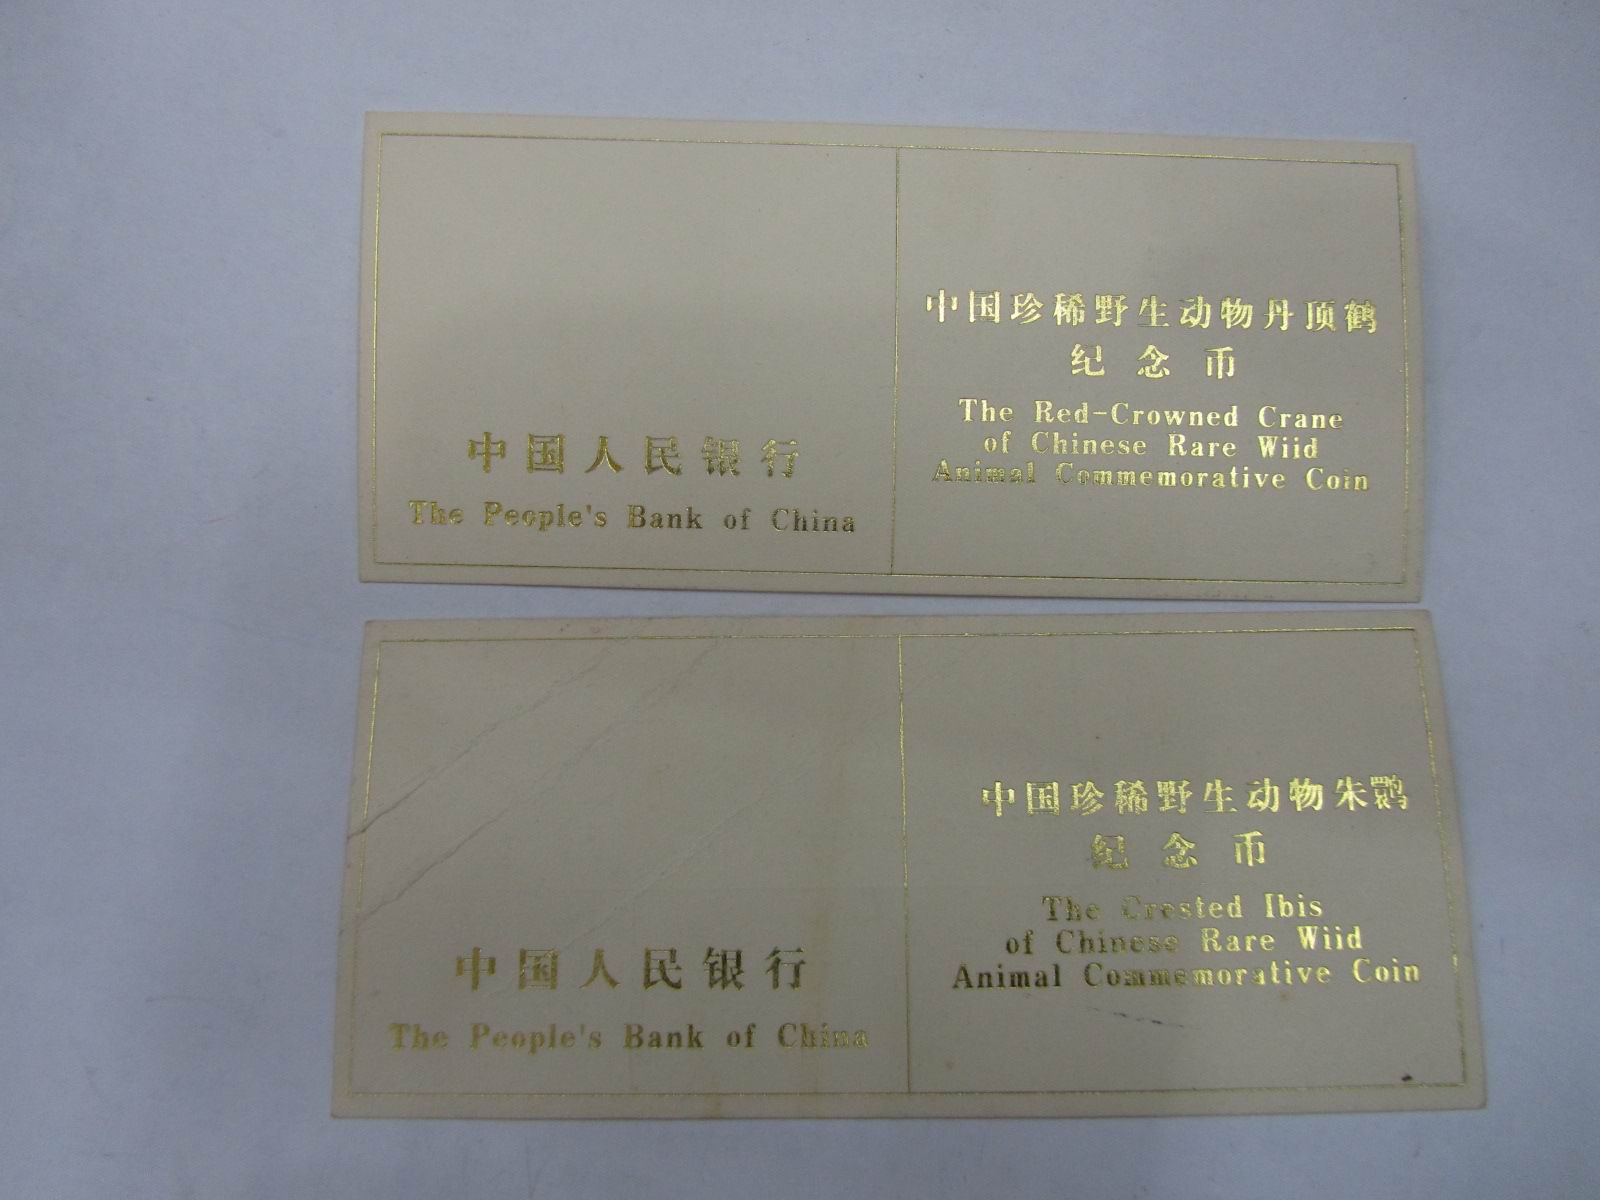 中国人民银行
The People's Bank of China
中国珍稀野生动物丹顶鹤
纪念币
The Red-Crowned Crane
of Chinese Rare Wiid
Animal Commemorative Coin
中国人民银行
The People's Bank of China
中国珍稀野生动物朱鹮
纪念币
The Crested Ibis
of Chinese Rare Wiid
Animal Commemorative Coin